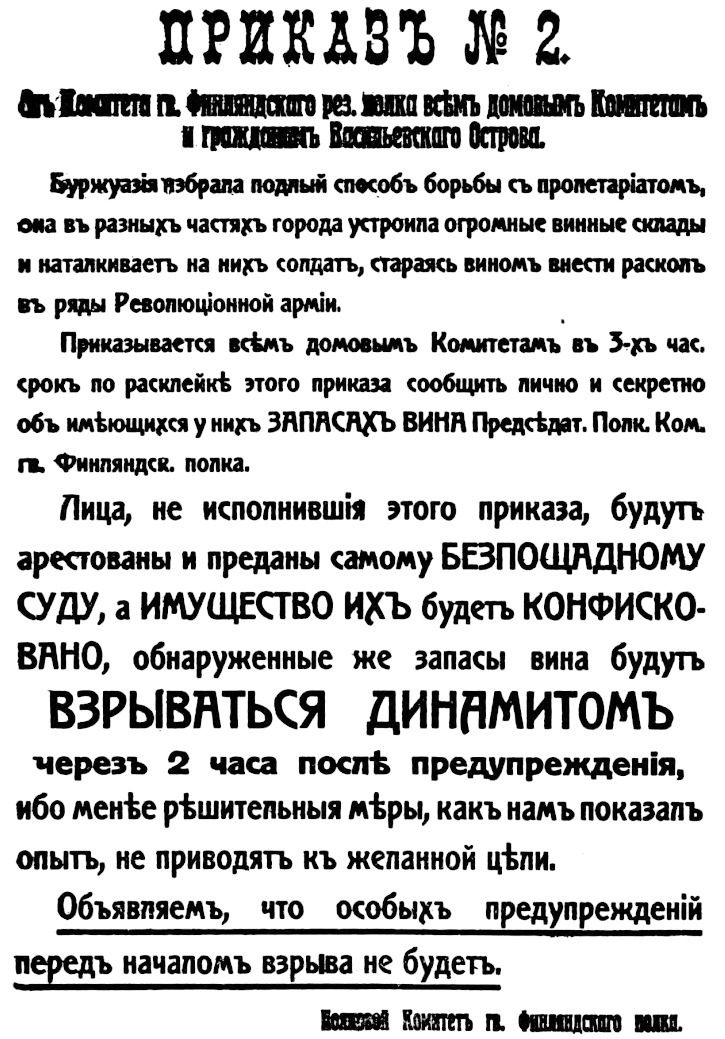 ПРИКАЗЪ № 2.
Отъ Комитета гв. Финляндскаго рез. полка всѣмъ домовымъ Комитетамъ
и гражданамъ Васильевскаго Острова.
Буржуазія избрала подлый способъ борьбы съ пролетаріатомъ,
она въ разныхъ частяхъ города устроила огромные винные склады
и наталкиваетъ на нихъ солдатъ, стараясь виномъ внести расколъ
въ ряды Революціонной арміи.
Приказывается всѣмъ домовымъ Комитетамъ въ 3-хъ час.
срокъ по расклейкѣ этого приказа сообщить лично и секретно
объ имѣющихся у нихъ ЗАПАСАХЪ ВИНА Предсѣдат. Полк. Ком.
гв. Финляндск. полка.
Лица, не исполнившія этого приказа, будутъ
арестованы и преданы самому БЕЗПОЩАДНОМУ
СУДУ, а ИМУЩЕСТВО ИХЪ будетъ КОНФИСКО-
ВАНО, обнаруженные же запасы вина будутъ
ВЗРЫВАТЬСЯ ДИНАМИТОМЪ
черезъ 2 часа послѣ предупрежденія,
ибо менѣе рѣшительныя мѣры, какъ намъ показалъ
опытъ, не приводятъ къ желанной цѣли.
Объявляемъ, что особыхъ предупрежденій
передъ началомъ взрыва не будетъ.
Полковой Комитетъ гв. Финляндскаго полка.